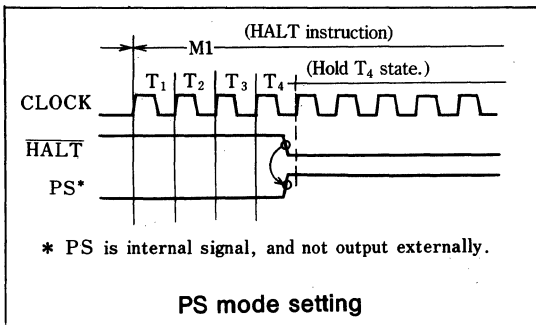 (HALT instruction)
M1
(Hold T₄ state.)
T₁ T₂ T₃ T₄
CLOCK
H̅A̅L̅T̅
PS*
* PS is internal signal, and not output externally.
PS mode setting